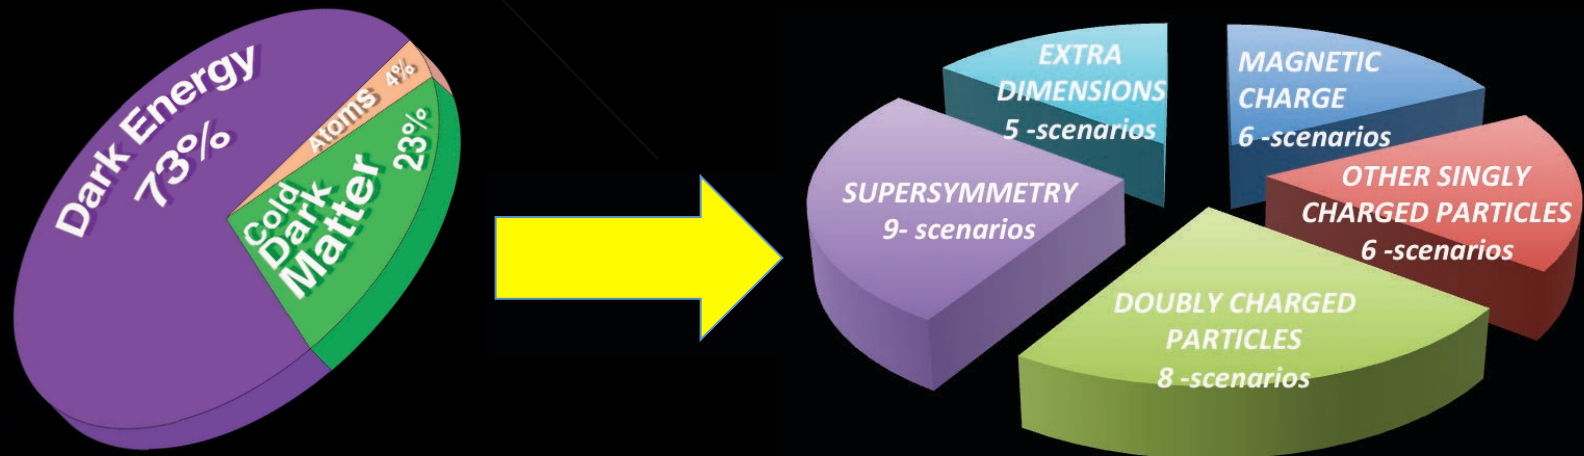 Dark Energy
73%
Atoms 4%
Cold
Dark
Matter
23%
EXTRA
DIMENSIONS
5 -scenarios
MAGNETIC
CHARGE
6 -scenarios
SUPERSYMMETRY
9- scenarios
OTHER SINGLY
CHARGED PARTICLES
6 -scenarios
DOUBLY CHARGED
PARTICLES
8 -scenarios